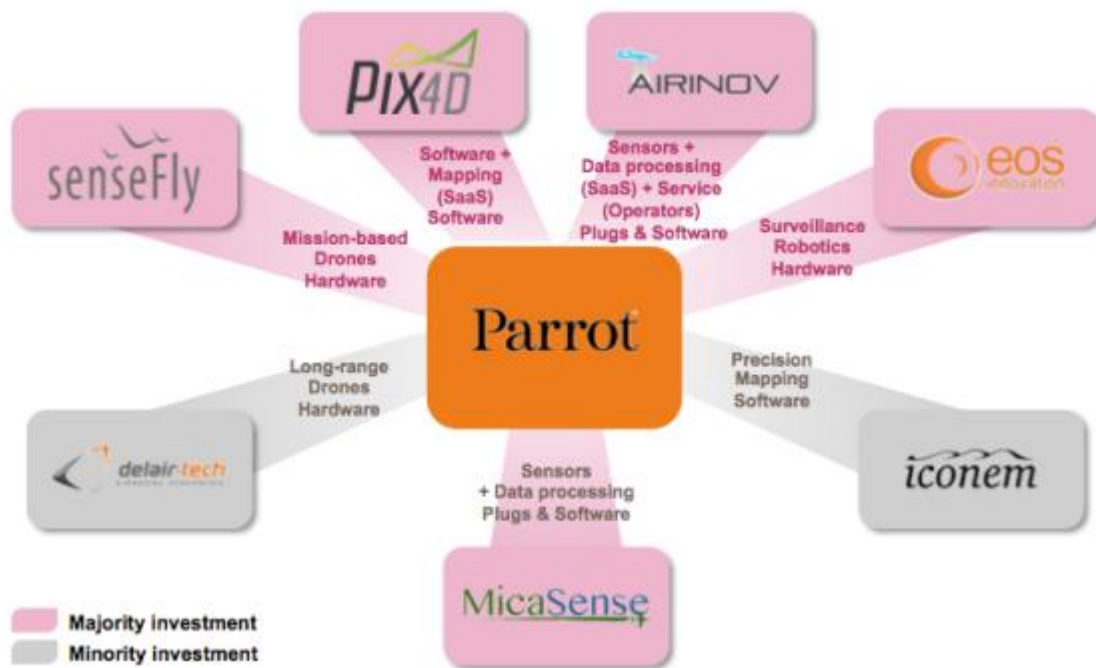 PIX4D
AIRINOV
senseFly
eos
innovation
Software +
Mapping
(SaaS)
Software
Sensors +
Data processing
(SaaS) + Service
(Operators)
Plugs & Software
Mission-based
Drones
Hardware
Surveillance
Robotics
Hardware
Parrot
Long-range
Drones
Hardware
Precision
Mapping
Software
delair-tech
iconem
Sensors
+ Data processing
Plugs & Software
MicaSense
Majority investment
Minority investment